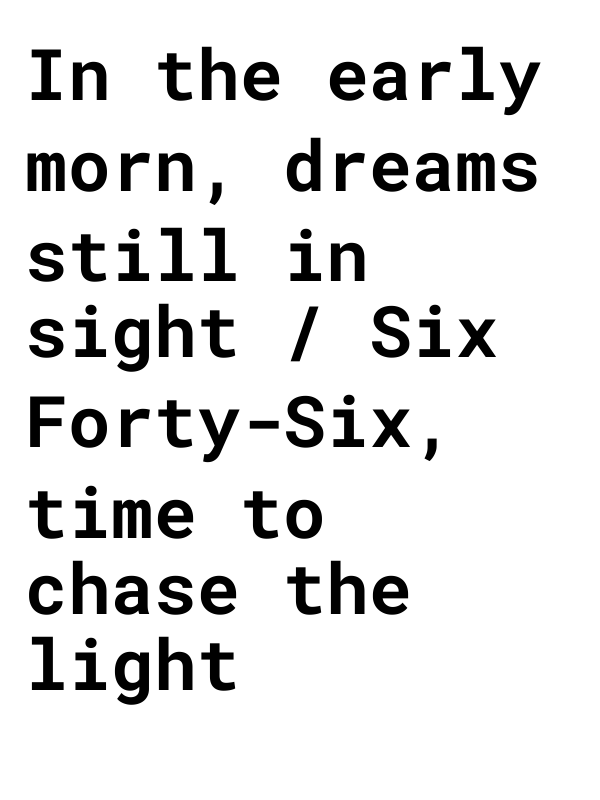 In the early
morn, dreams
still in
sight / Six
Forty-Six,
time to
chase the
light